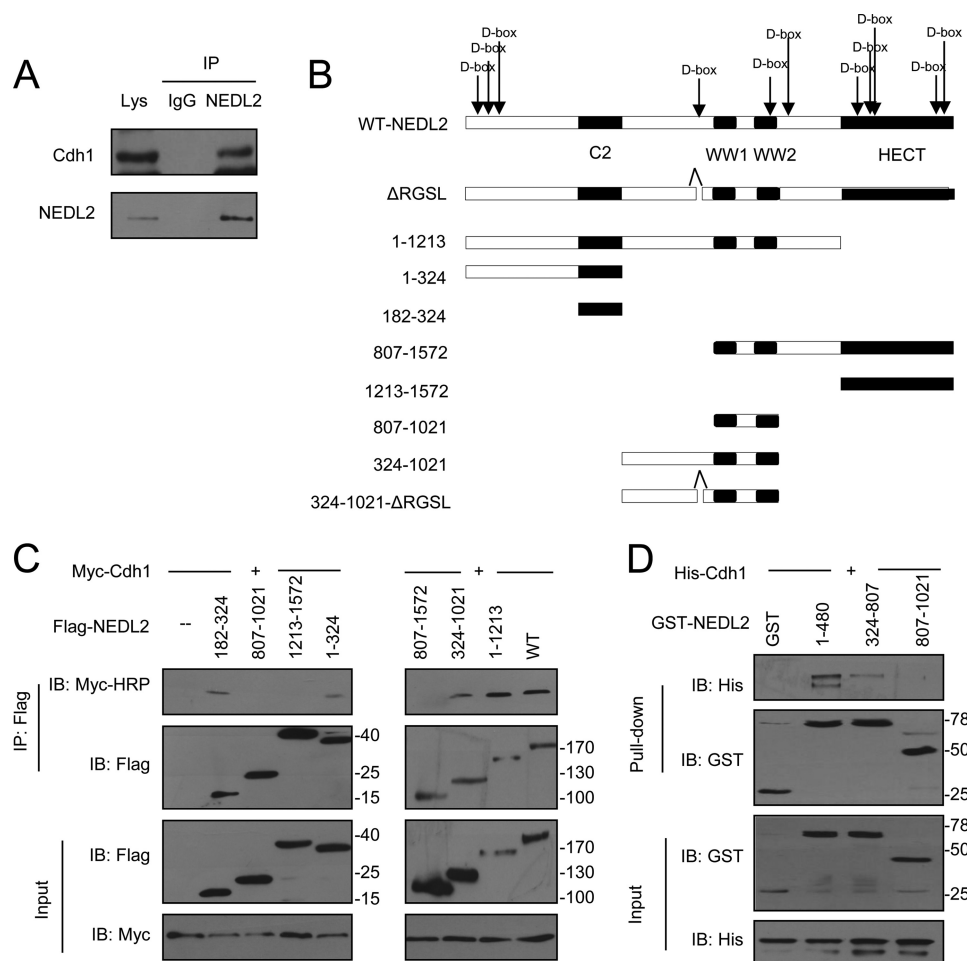 A
IP
Lys IgG NEDL2
Cdh1
NEDL2
B
D-box
D-box
D-box
D-box
D-box
D-box
D-box
D-box
D-box
D-box
D-box
WT-NEDL2
C2
WW1 WW2
HECT
ΔRGSL
1-1213
1-324
182-324
807-1572
1213-1572
807-1021
324-1021
324-1021-ΔRGSL
C
Myc-Cdh1 + +
Flag-NEDL2 -- 182-324 807-1021 1213-1572 1-324 807-1572 324-1021 1-1213 WT
IP: Flag
IB: Myc-HRP
IB: Flag
-40
-25
-15
-170
-130
-100
Input
IB: Flag
-40
-25
-15
-170
-130
-100
IB: Myc
D
His-Cdh1 +
GST-NEDL2 GST 1-480 324-807 807-1021
Pull-down
IB: His
IB: GST
-78
-50
-25
Input
IB: GST
-78
-50
-25
IB: His